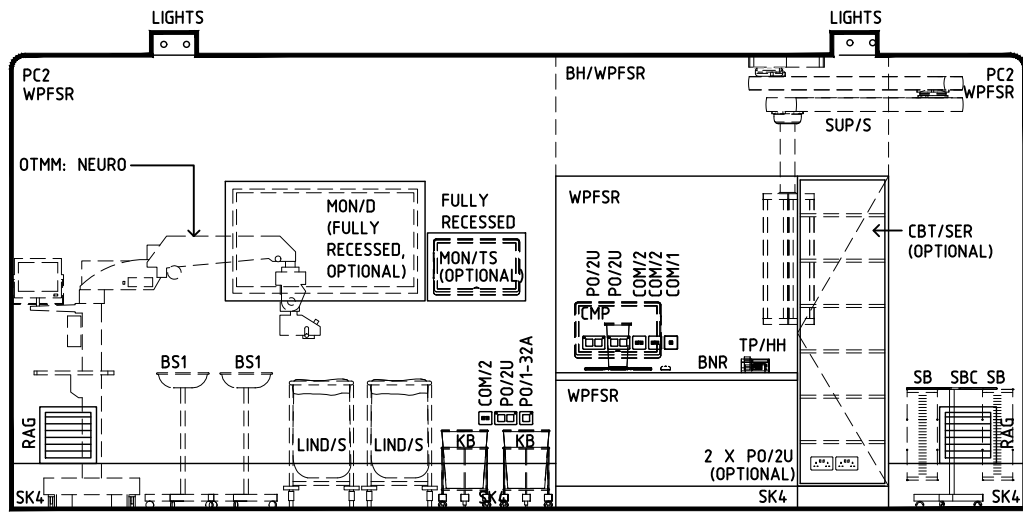 LIGHTS
LIGHTS
PC2
WPFSR
BH/WPFSR
PC2
WPFSR
SUP/S
OTMM: NEURO
MON/D
(FULLY
RECESSED,
OPTIONAL)
FULLY
RECESSED
MON/TS
(OPTIONAL)
WPFSR
CBT/SER
(OPTIONAL)
PO/2U
PO/2U
COM/2
COM/2
COM/1
CMP
BS1
BS1
COM/2
PO/2U
PO/1-32A
BNR
TP/HH
WPFSR
SB
SBC
SB
RAG
LIND/S
LIND/S
KB
KB
RAG
2 X PO/2U
(OPTIONAL)
SK4
SK4
SK4
SK4